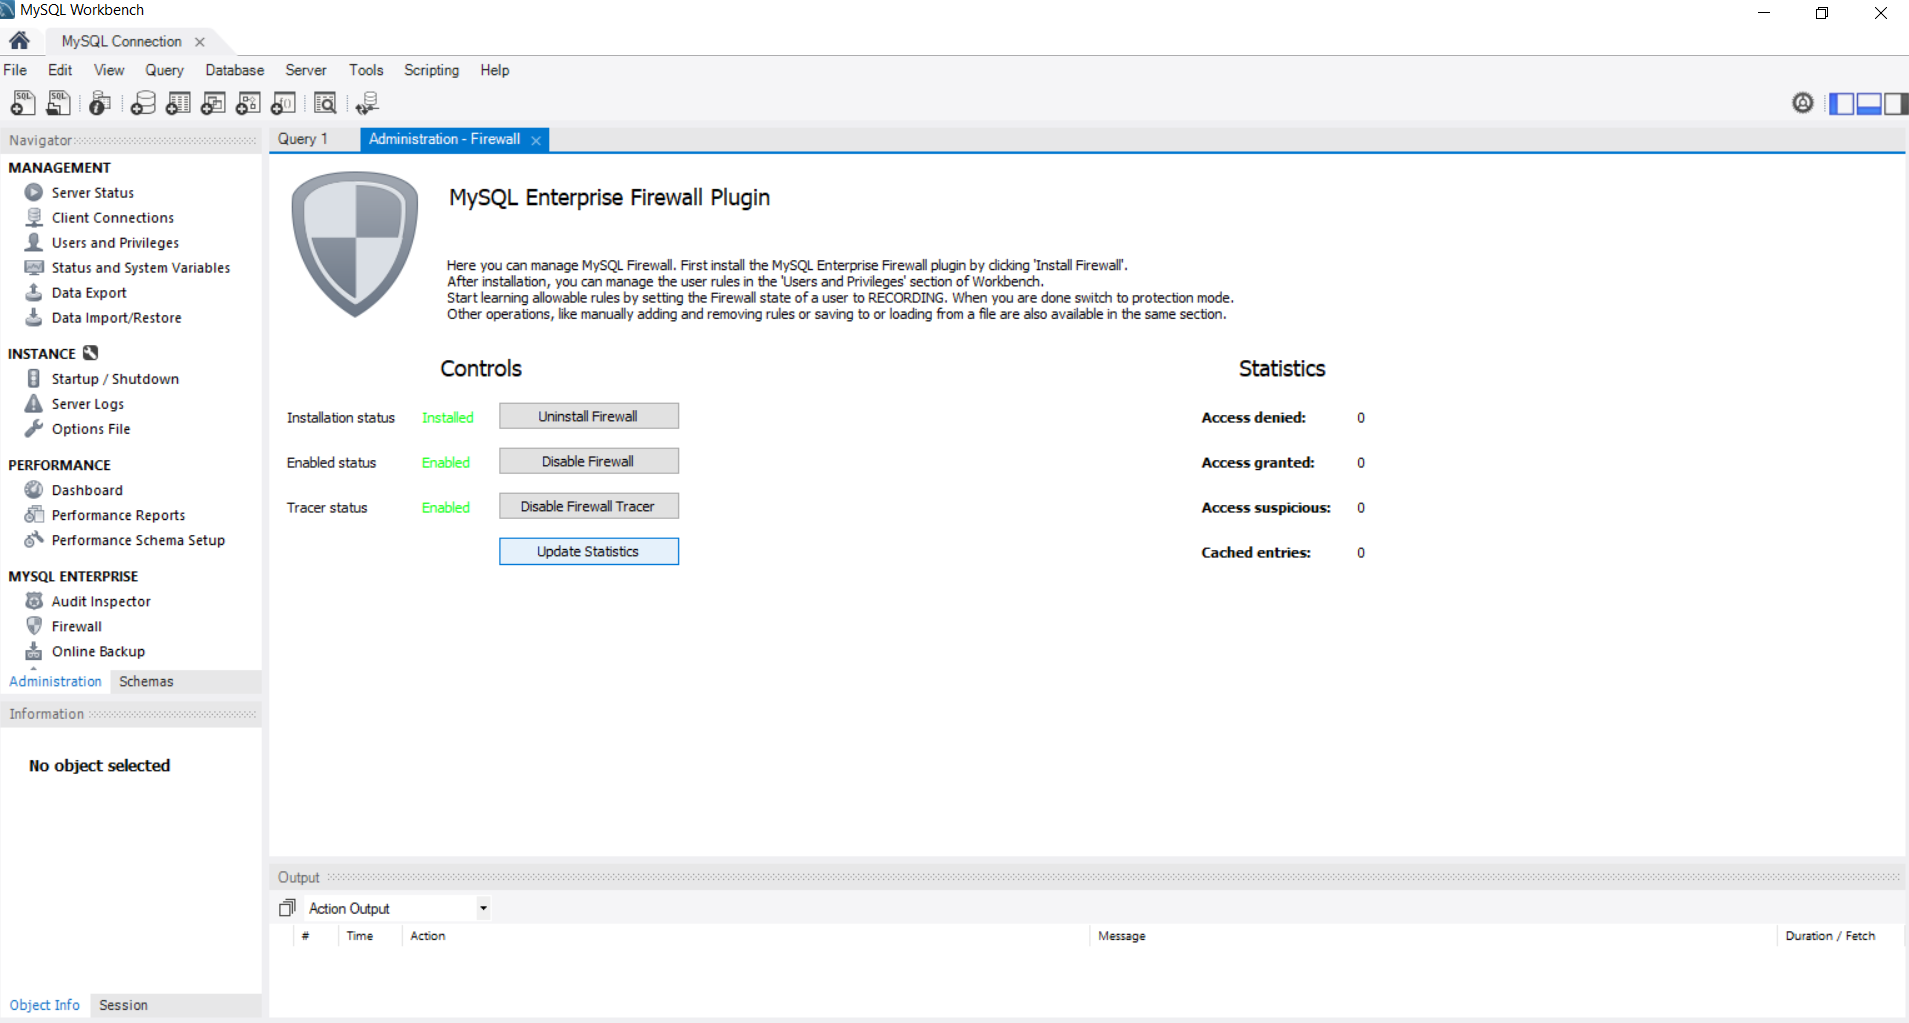 MySQL Workbench
MySQL Connection
File Edit View Query Database Server Tools Scripting Help
Navigator
MANAGEMENT
Server Status
Client Connections
Users and Privileges
Status and System Variables
Data Export
Data Import/Restore
INSTANCE
Startup / Shutdown
Server Logs
Options File
PERFORMANCE
Dashboard
Performance Reports
Performance Schema Setup
MYSQL ENTERPRISE
Audit Inspector
Firewall
Online Backup
Administration Schemas
Information
No object selected
Object Info Session
Query 1 Administration - Firewall
MySQL Enterprise Firewall Plugin
Here you can manage MySQL Firewall. First install the MySQL Enterprise Firewall plugin by clicking 'Install Firewall'.
After installation, you can manage the user rules in the 'Users and Privileges' section of Workbench.
Start learning allowable rules by setting the Firewall state of a user to RECORDING. When you are done switch to protection mode.
Other operations, like manually adding and removing rules or saving to or loading from a file are also available in the same section.
Controls
Installation status Installed Uninstall Firewall
Enabled status Enabled Disable Firewall
Tracer status Enabled Disable Firewall Tracer
Update Statistics
Statistics
Access denied: 0
Access granted: 0
Access suspicious: 0
Cached entries: 0
Output
Action Output
# Time Action Message Duration / Fetch